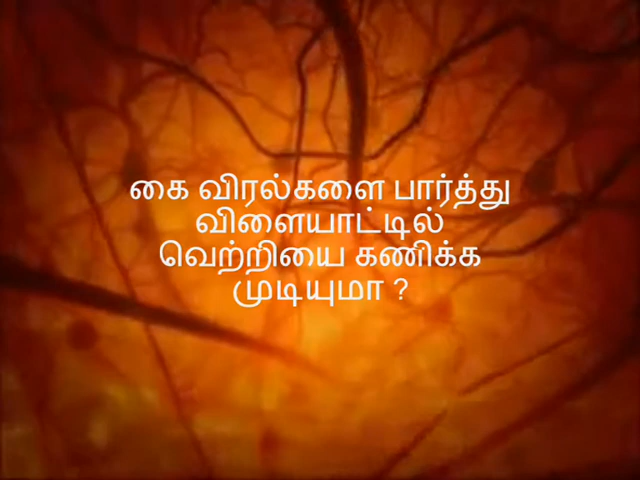 கை விரல்களை பார்த்து
விளையாட்டில்
வெற்றியை கணிக்க
முடியுமா ?